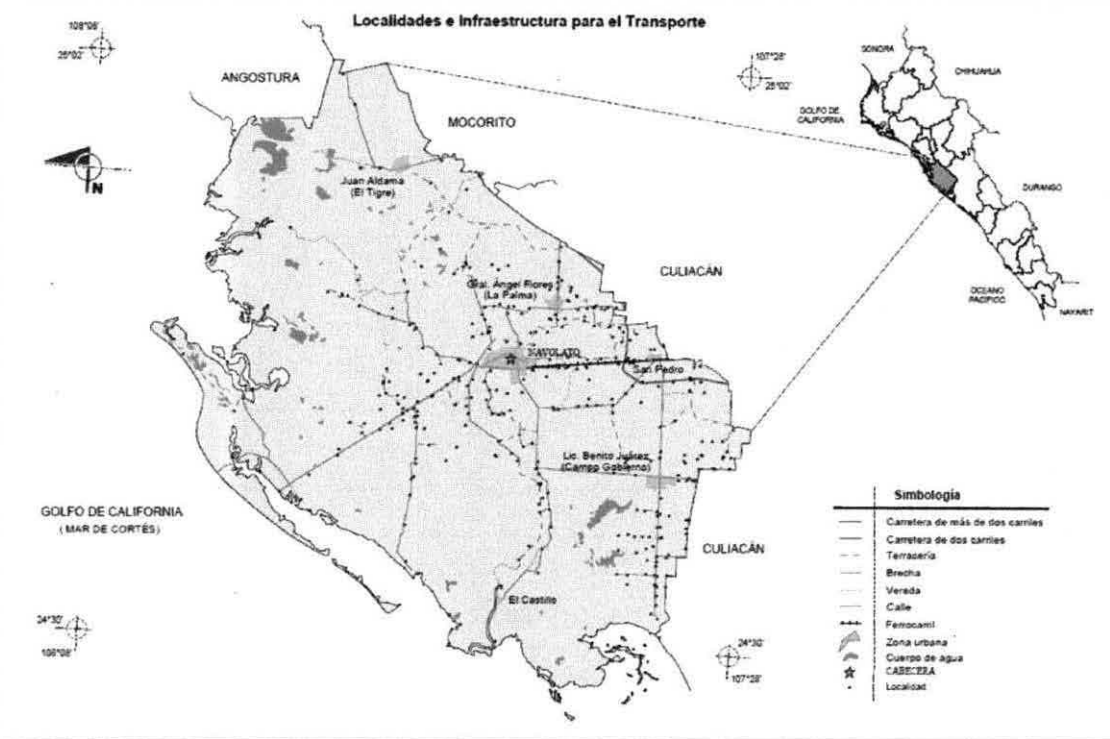 Localidades e Infraestructura para el Transporte
108°08'
25°02'
ANGOSTURA
MOCORITO
N
Juan Aldama
(El Tigre)
107°28'
25°02'
SONORA
CHIHUAHUA
GOLFO DE
CALIFORNIA
DURANGO
OCEANO
PACIFICO
NAYARIT
CULIACÁN
Gral. Ángel Flores
(La Palma)
NAVOLATO
San Pedro
Lic. Benito Juárez
(Campo Gobierno)
GOLFO DE CALIFORNIA
( MAR DE CORTÉS)
CULIACÁN
El Castillo
24°30'
108°08'
24°30'
107°28'
Simbología
Carretera de más de dos carriles
Carretera de dos carriles
Terracería
Brecha
Vereda
Calle
Ferrocarril
Zona urbana
Cuerpo de agua
CABECERA
Localidad